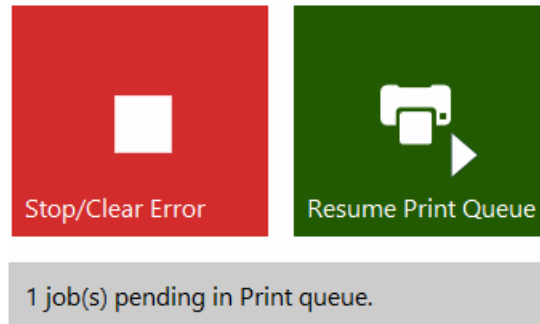 Stop/Clear Error
Resume Print Queue
1 job(s) pending in Print queue.